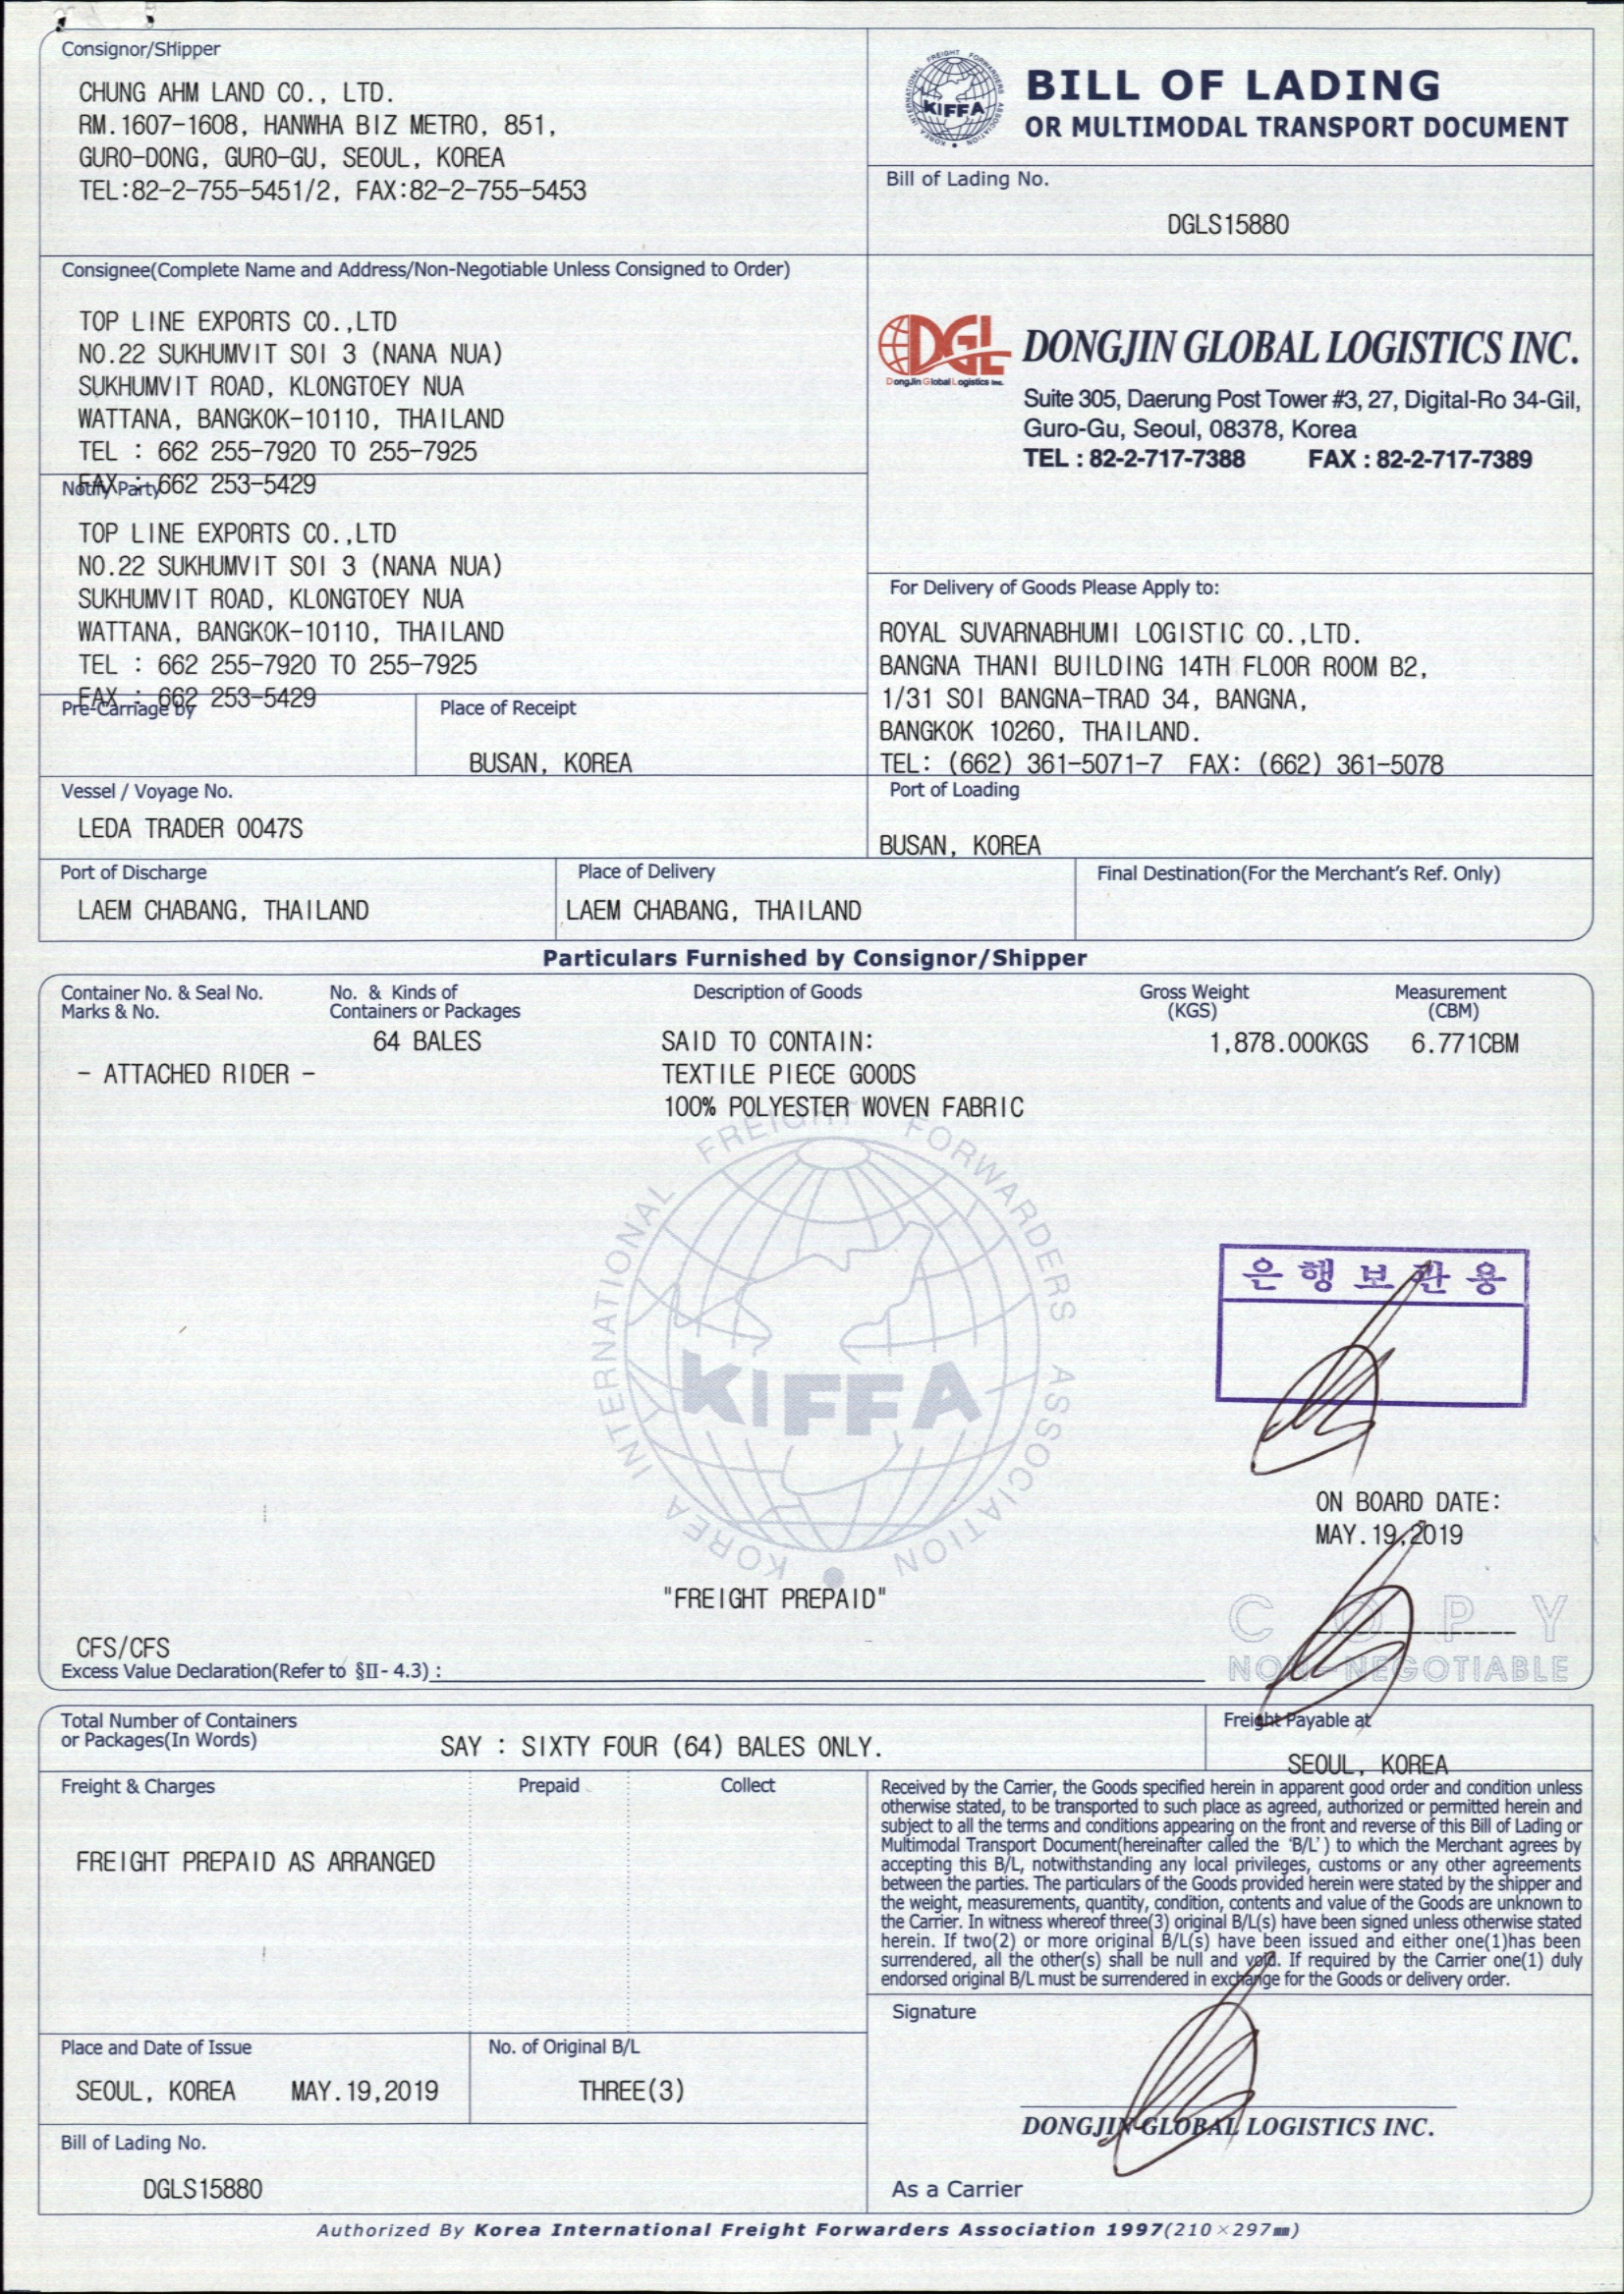 Consignor/Shipper
CHUNG AHM LAND CO., LTD.
RM.1607-1608, HANWHA BIZ METRO, 851,
GURO-DONG, GURO-GU, SEOUL, KOREA
TEL:82-2-755-5451/2, FAX:82-2-755-5453
KOREA INTERNATIONAL FREIGHT FORWARDERS ASSOCIATION
KIFFA
BILL OF LADING
OR MULTIMODAL TRANSPORT DOCUMENT
Bill of Lading No.
DGLS15880
Consignee(Complete Name and Address/Non-Negotiable Unless Consigned to Order)
TOP LINE EXPORTS CO.,LTD
NO.22 SUKHUMVIT SOI 3 (NANA NUA)
SUKHUMVIT ROAD, KLONGTOEY NUA
WATTANA, BANGKOK-10110, THAILAND
TEL : 662 255-7920 TO 255-7925
FAX : 662 253-5429
DGL
DongJin Global Logistics Inc.
DONGJIN GLOBAL LOGISTICS INC.
Suite 305, Daerung Post Tower #3, 27, Digital-Ro 34-Gil,
Guro-Gu, Seoul, 08378, Korea
TEL : 82-2-717-7388 FAX : 82-2-717-7389
Notify Party
TOP LINE EXPORTS CO.,LTD
NO.22 SUKHUMVIT SOI 3 (NANA NUA)
SUKHUMVIT ROAD, KLONGTOEY NUA
WATTANA, BANGKOK-10110, THAILAND
TEL : 662 255-7920 TO 255-7925
FAX : 662 253-5429
For Delivery of Goods Please Apply to:
ROYAL SUVARNABHUMI LOGISTIC CO.,LTD.
BANGNA THANI BUILDING 14TH FLOOR ROOM B2,
1/31 SOI BANGNA-TRAD 34, BANGNA,
BANGKOK 10260, THAILAND.
TEL: (662) 361-5071-7 FAX: (662) 361-5078
Pre-Carriage by
Place of Receipt
BUSAN, KOREA
Vessel / Voyage No.
LEDA TRADER 0047S
Port of Loading
BUSAN, KOREA
Port of Discharge
LAEM CHABANG, THAILAND
Place of Delivery
LAEM CHABANG, THAILAND
Final Destination(For the Merchant's Ref. Only)
Particulars Furnished by Consignor/Shipper
Container No. & Seal No.
Marks & No.
No. & Kinds of
Containers or Packages
Description of Goods
Gross Weight
(KGS)
Measurement
(CBM)
64 BALES SAID TO CONTAIN: 1,878.000KGS 6.771CBM
- ATTACHED RIDER - TEXTILE PIECE GOODS
100% POLYESTER WOVEN FABRIC
KOREA INTERNATIONAL FREIGHT FORWARDERS ASSOCIATION
KIFFA
은행보관용
ON BOARD DATE:
MAY.19,2019
"FREIGHT PREPAID"
COPY
NON-NEGOTIABLE
CFS/CFS
Excess Value Declaration(Refer to §II- 4.3) :
Total Number of Containers
or Packages(In Words)
SAY : SIXTY FOUR (64) BALES ONLY.
Freight Payable at
SEOUL, KOREA
Freight & Charges Prepaid Collect
FREIGHT PREPAID AS ARRANGED
Received by the Carrier, the Goods specified herein in apparent good order and condition unless
otherwise stated, to be transported to such place as agreed, authorized or permitted herein and
subject to all the terms and conditions appearing on the front and reverse of this Bill of Lading or
Multimodal Transport Document(hereinafter called the 'B/L' ) to which the Merchant agrees by
accepting this B/L, notwithstanding any local privileges, customs or any other agreements
between the parties. The particulars of the Goods provided herein were stated by the shipper and
the weight, measurements, quantity, condition, contents and value of the Goods are unknown to
the Carrier. In witness whereof three(3) original B/L(s) have been signed unless otherwise stated
herein. If two(2) or more original B/L(s) have been issued and either one(1)has been
surrendered, all the other(s) shall be null and void. If required by the Carrier one(1) duly
endorsed original B/L must be surrendered in exchange for the Goods or delivery order.
Signature
Place and Date of Issue
SEOUL, KOREA MAY.19,2019
No. of Original B/L
THREE(3)
DONGJIN GLOBAL LOGISTICS INC.
Bill of Lading No.
DGLS15880
As a Carrier
Authorized By Korea International Freight Forwarders Association 1997(210×297㎜)